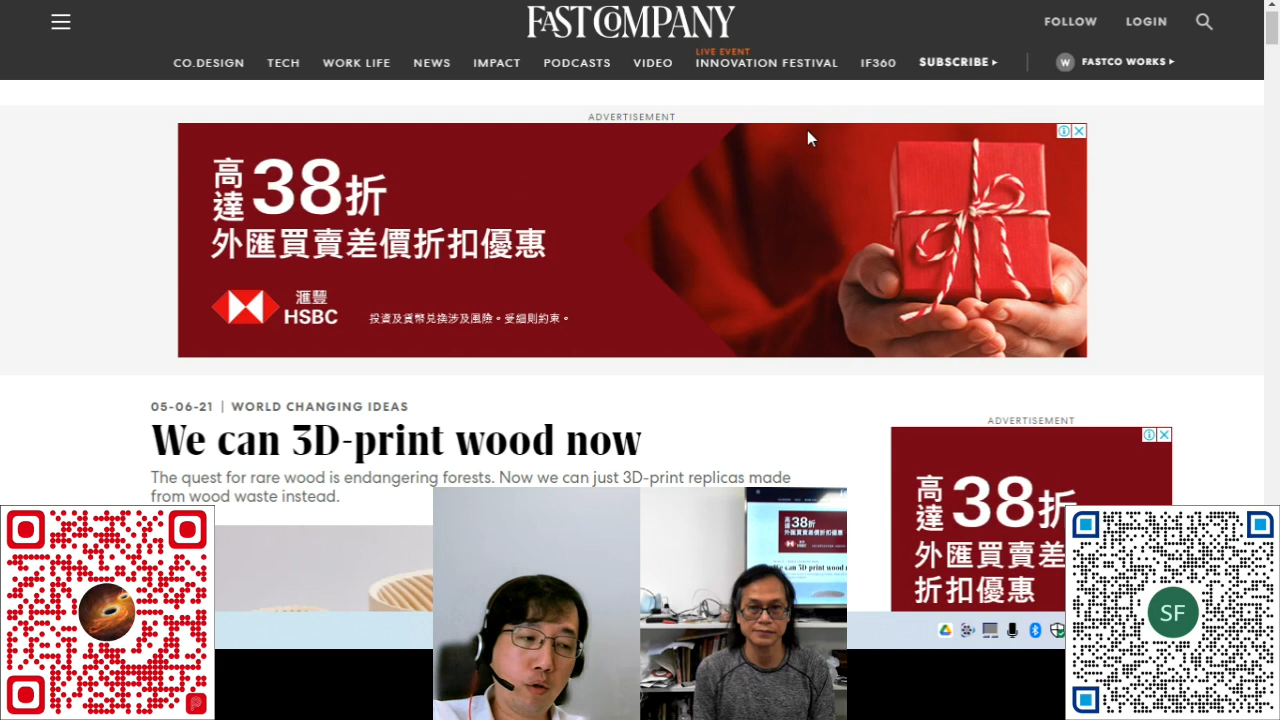 FAST COMPANY
FOLLOW
LOGIN
LIVE EVENT
CO.DESIGN
TECH
WORK LIFE
NEWS
IMPACT
PODCASTS
VIDEO
INNOVATION FESTIVAL
IF360
SUBSCRIBE
W
FASTCO WORKS
ADVERTISEMENT
高達38折
外匯買賣差價折扣優惠
滙豐
HSBC
投資及貨幣兌換涉及風險。受細則約束。
05-06-21 | WORLD CHANGING IDEAS
We can 3D-print wood now
The quest for rare wood is endangering forests. Now we can just 3D-print replicas made
from wood waste instead.
ADVERTISEMENT
高達38折
外匯買賣差
折扣優惠
SF
38折